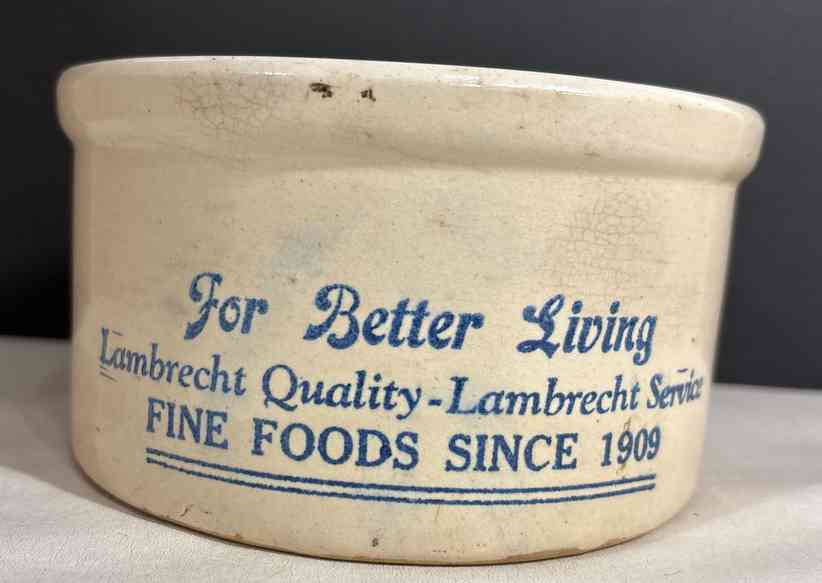 For Better Living
Lambrecht Quality-Lambrecht Service
FINE FOODS SINCE 1909